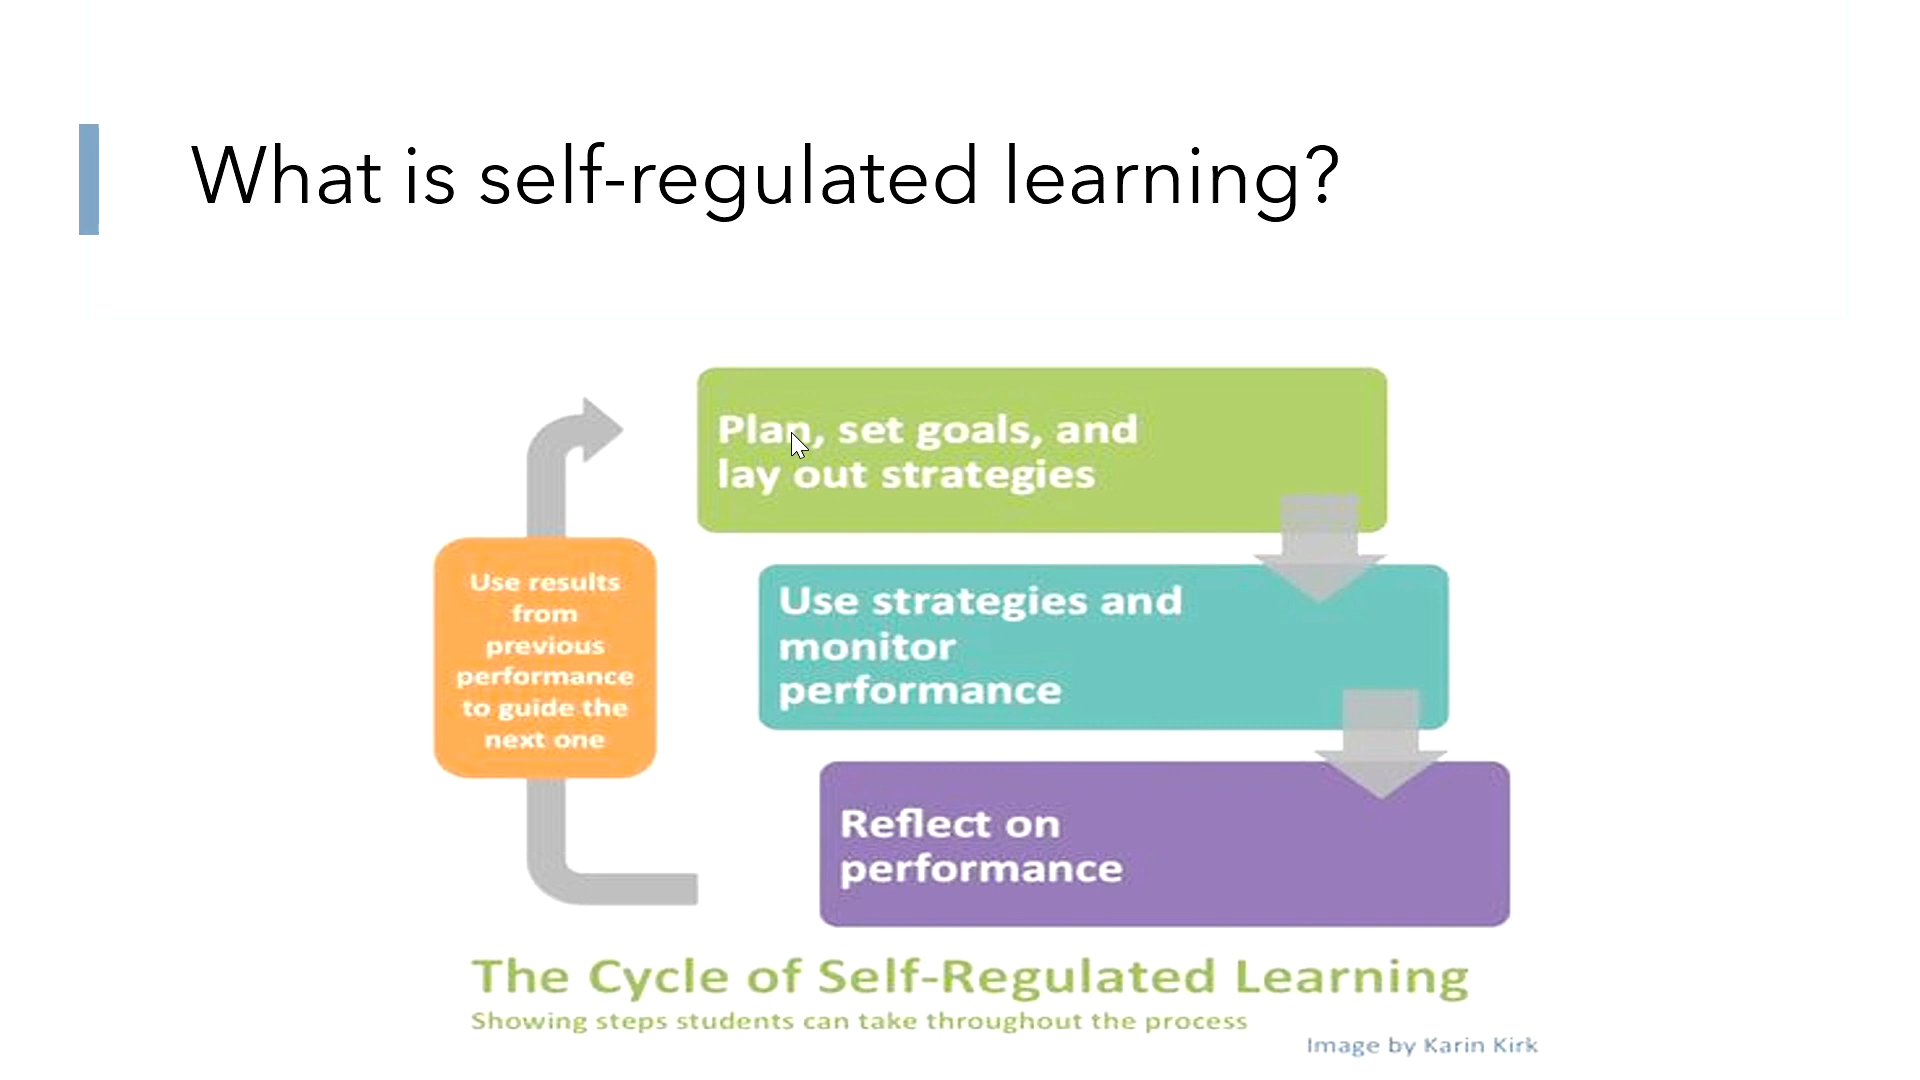 What is self-regulated learning?
Plan, set goals, and
lay out strategies
Use strategies and
monitor
performance
Reflect on
performance
Use results
from
previous
performance
to guide the
next one
The Cycle of Self-Regulated Learning
Showing steps students can take throughout the process
Image by Karin Kirk